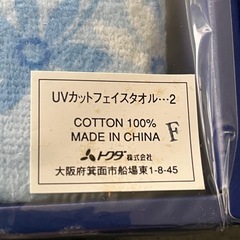 UVカットフェイスタオル…2
COTTON 100%
MADE IN CHINA F
トクダ株式会社
大阪府箕面市船場東1-8-45